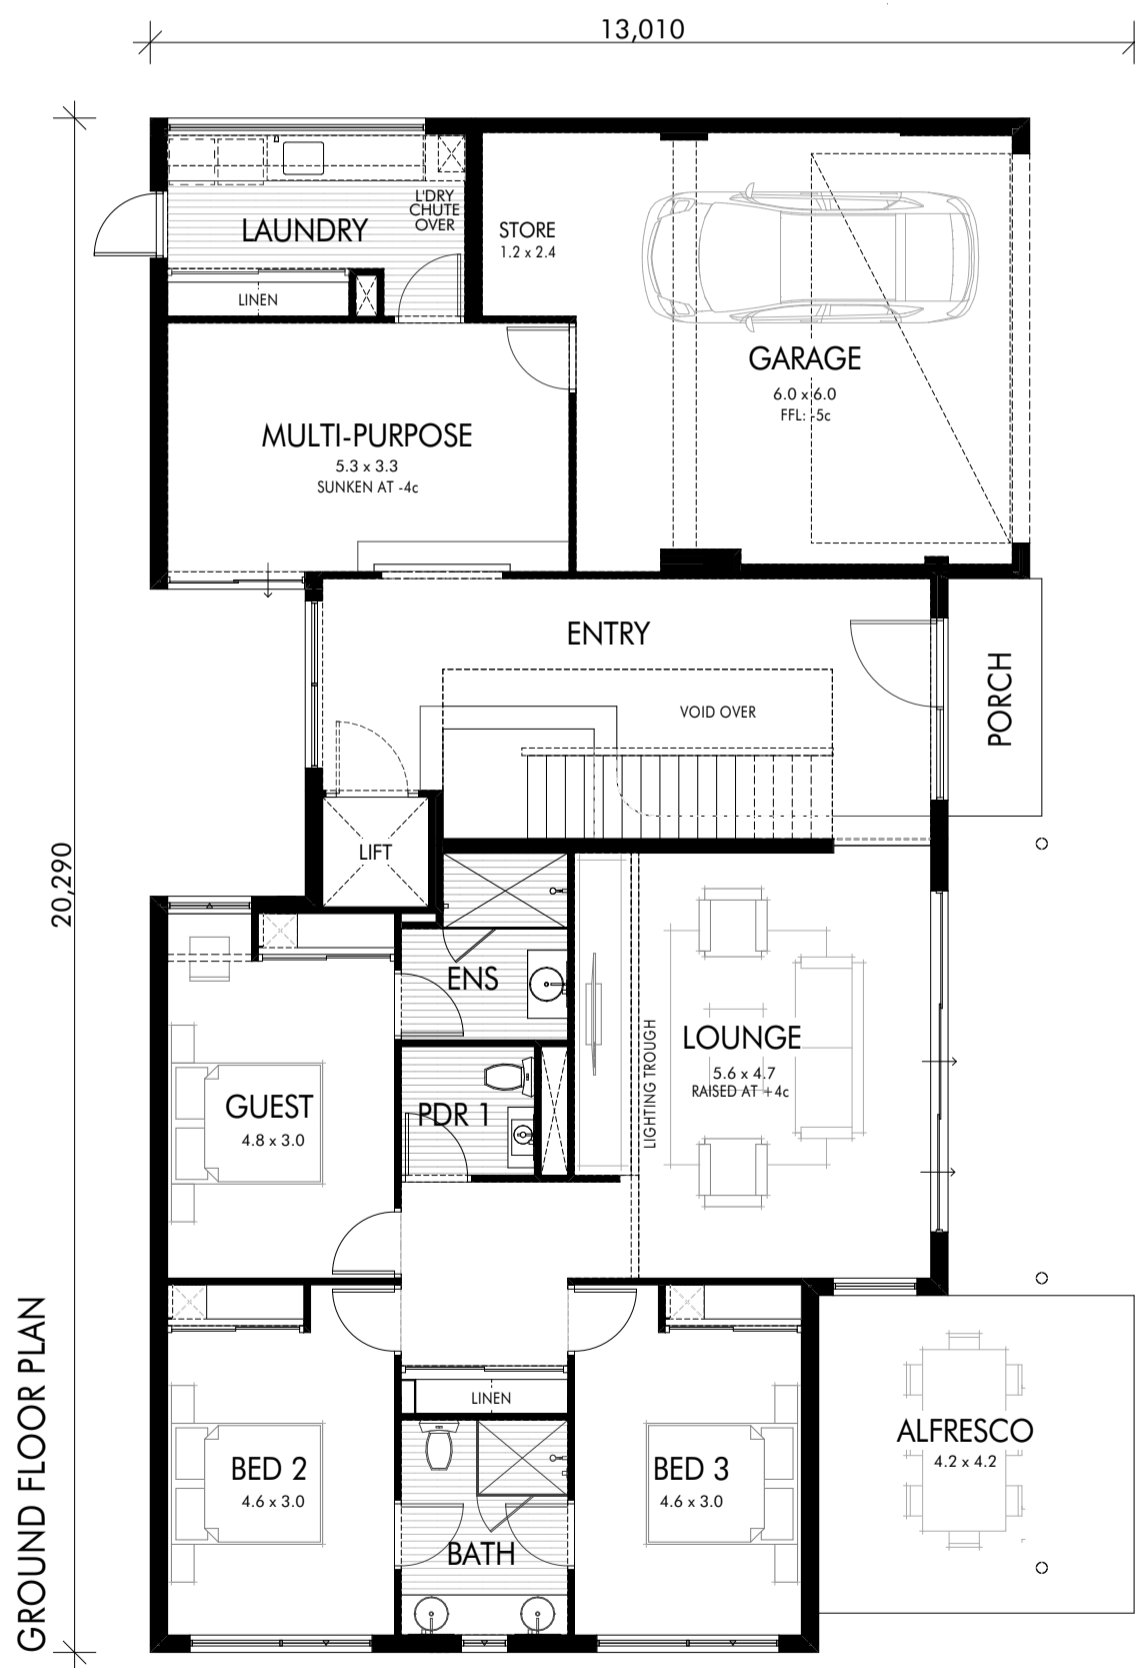 13,010
L'DRY
CHUTE
OVER
LAUNDRY
STORE
1.2 x 2.4
LINEN
GARAGE
6.0 x 6.0
FFL: -5c
MULTI-PURPOSE
5.3 x 3.3
SUNKEN AT -4c
ENTRY
VOID OVER
PORCH
LIFT
20,290
ENS
LIGHTING TROUGH
LOUNGE
5.6 x 4.7
RAISED AT +4c
GUEST
4.8 x 3.0
PDR 1
LINEN
ALFRESCO
4.2 x 4.2
BED 2
4.6 x 3.0
BED 3
4.6 x 3.0
BATH
GROUND FLOOR PLAN